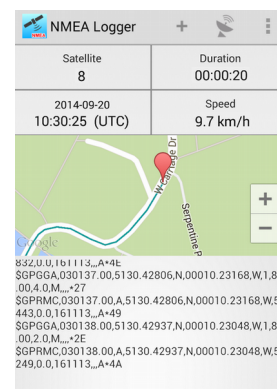 NMEA Logger
NMEA
Satellite
8
Duration
00:00:20
2014-09-20
10:30:25 (UTC)
Speed
9.7 km/h
W Carriage Dr
Serpentine
Google
+
−
832,0.0,161113,,,A*4E
$GPGGA,030137.00,5130.42806,N,00010.23168,W,1,8
.00,4.0,M,,,,*27
$GPRMC,030137.00,A,5130.42806,N,00010.23168,W,5
443,0.0,161113,,,A*49
$GPGGA,030138.00,5130.42937,N,00010.23048,W,1,8
.00,2.0,M,,,,*2E
$GPRMC,030138.00,A,5130.42937,N,00010.23048,W,5
249,0.0,161113,,,A*4A